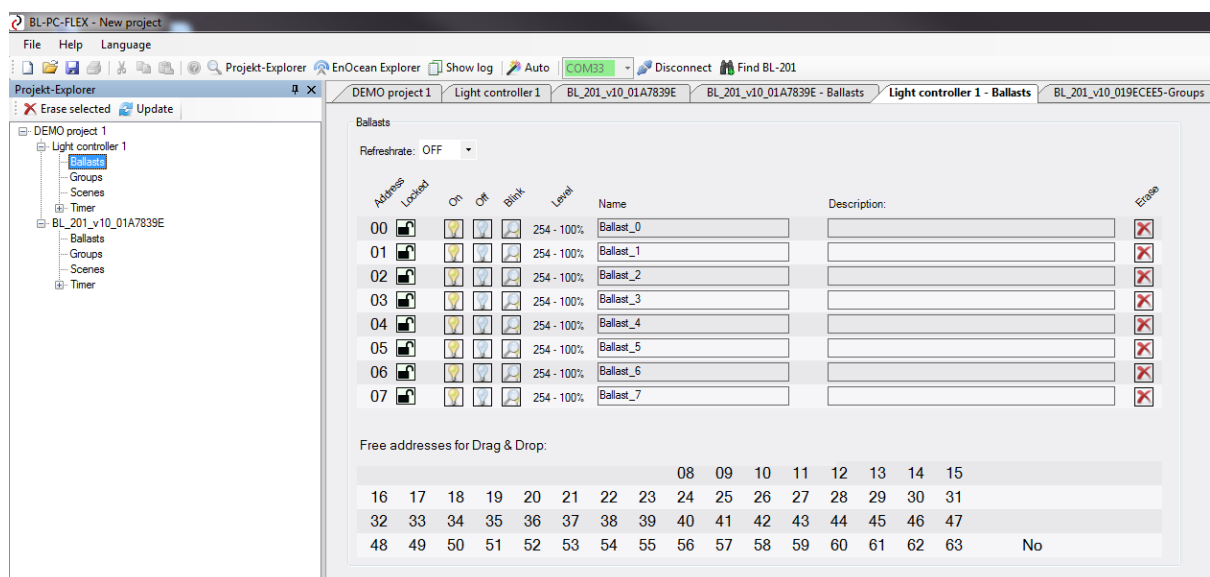 BL-PC-FLEX - New project
File Help Language
Projekt-Explorer EnOcean Explorer Show log Auto COM33 Disconnect Find BL-201
Projekt-Explorer
Erase selected Update
DEMO project 1
Light controller 1
Ballasts
Groups
Scenes
Timer
BL_201_v10_01A7839E
Ballasts
Groups
Scenes
Timer
DEMO project 1 Light controller 1 BL_201_v10_01A7839E BL_201_v10_01A7839E - Ballasts Light controller 1 - Ballasts BL_201_v10_019ECEE5-Groups
Ballasts
Refreshrate: OFF
Address Locked On Off Blink Level Name Description: Erase
00 254 - 100% Ballast_0
01 254 - 100% Ballast_1
02 254 - 100% Ballast_2
03 254 - 100% Ballast_3
04 254 - 100% Ballast_4
05 254 - 100% Ballast_5
06 254 - 100% Ballast_6
07 254 - 100% Ballast_7
Free addresses for Drag & Drop:
08 09 10 11 12 13 14 15
16 17 18 19 20 21 22 23 24 25 26 27 28 29 30 31
32 33 34 35 36 37 38 39 40 41 42 43 44 45 46 47
48 49 50 51 52 53 54 55 56 57 58 59 60 61 62 63 No